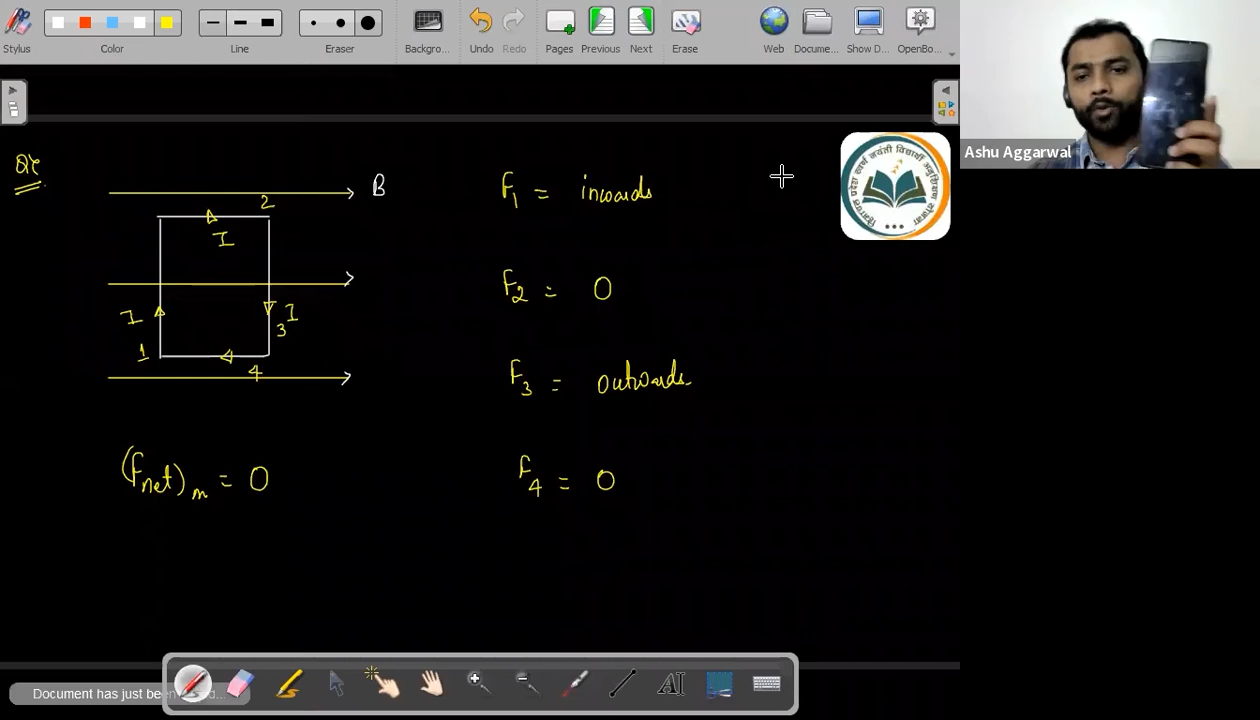 Stylus
Color
Line
Eraser
Backgro...
Undo
Redo
Pages
Previous
Next
Erase
Web
Docume...
Show D...
OpenBo...
Ashu Aggarwal
B
2
I
I
I
3
1
4
F₁ = inwards
F₂ = 0
F₃ = outwards
F₄ = 0
(Fnet)m = 0
Document has just been